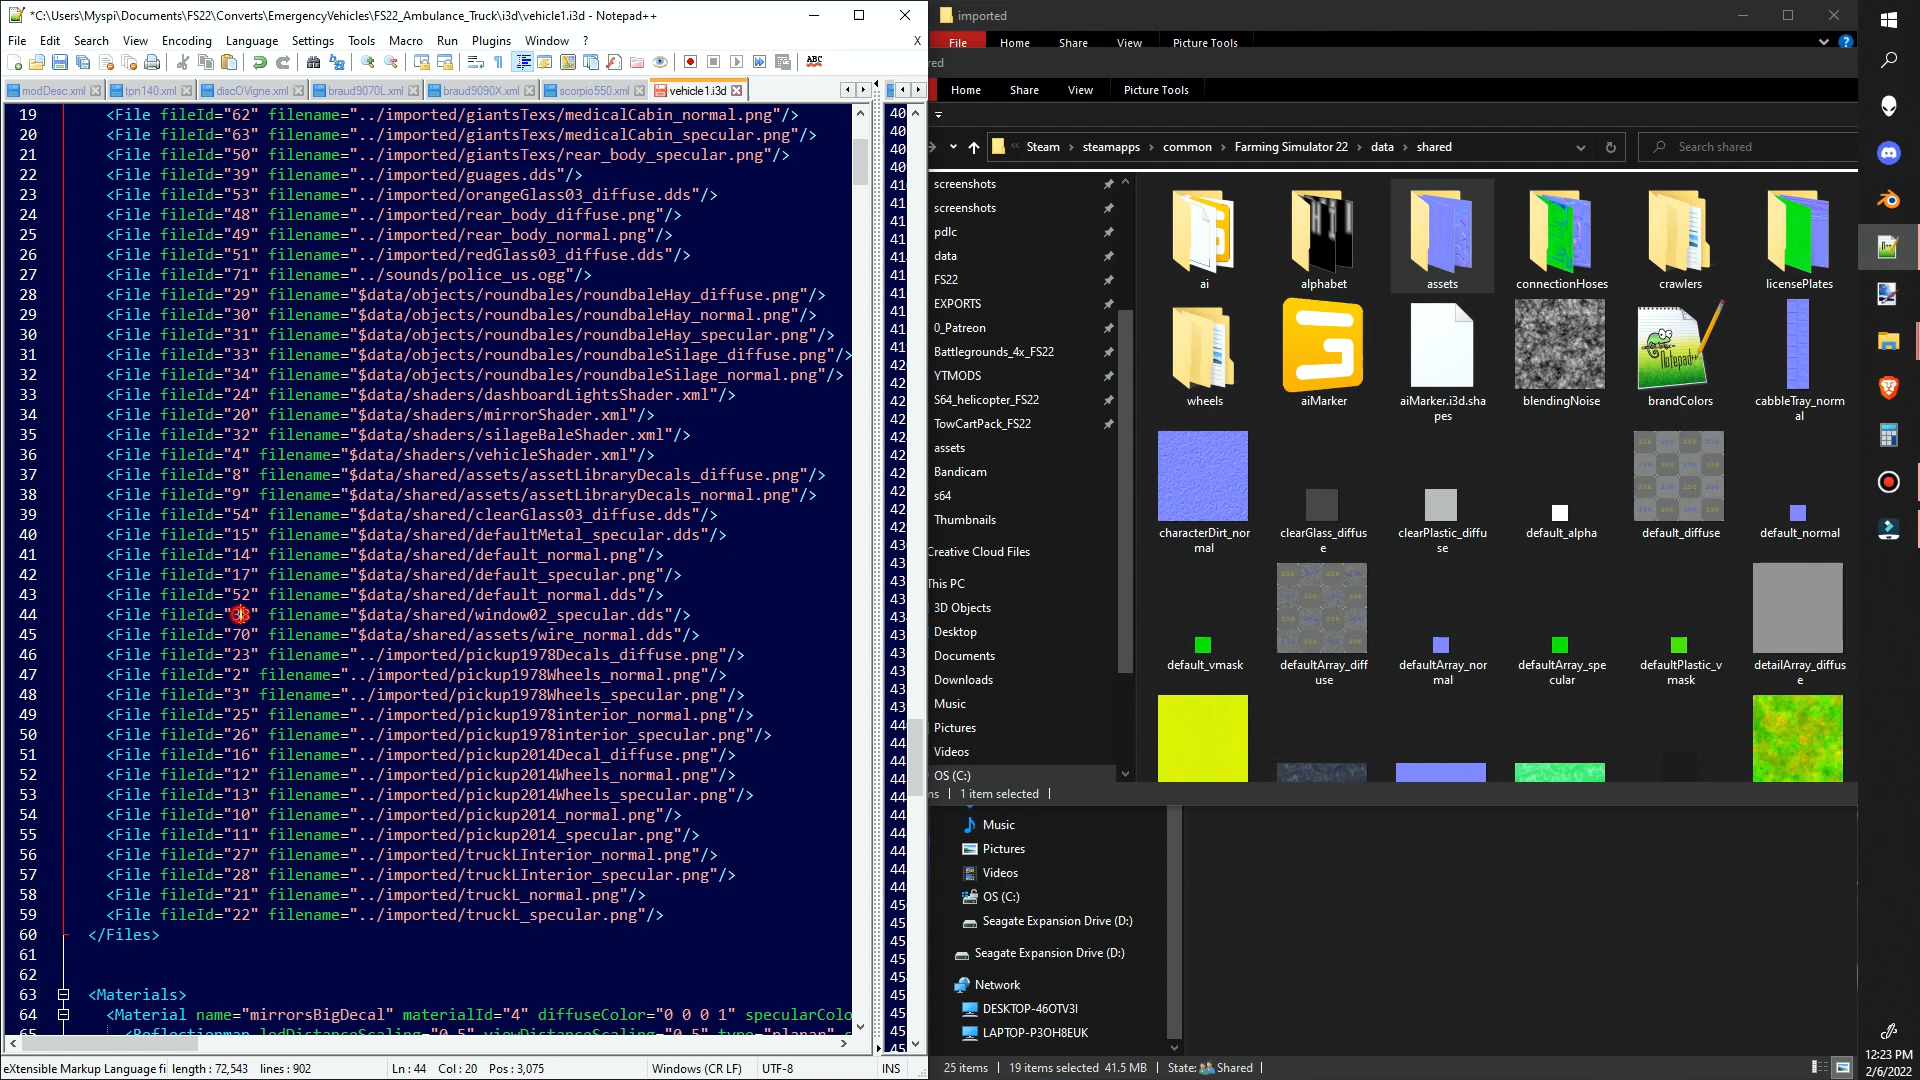 *C:\Users\Myspi\Documents\FS22\Converts\EmergencyVehicles\FS22_Ambulance_Truck\i3d\vehicle1.i3d - Notepad++
File Edit Search View Encoding Language Settings Tools Macro Run Plugins Window ? X
modDesc.xml tpn140.xml discOVigne.xml braud9070L.xml braud9090X.xml scorpio550.xml vehicle1.i3d
19 <File fileId="62" filename="../imported/giantsTexs/medicalCabin_normal.png"/>
20 <File fileId="63" filename="../imported/giantsTexs/medicalCabin_specular.png"/>
21 <File fileId="50" filename="../imported/giantsTexs/rear_body_specular.png"/>
22 <File fileId="39" filename="../imported/guages.dds"/>
23 <File fileId="53" filename="../imported/orangeGlass03_diffuse.dds"/>
24 <File fileId="48" filename="../imported/rear_body_diffuse.png"/>
25 <File fileId="49" filename="../imported/rear_body_normal.png"/>
26 <File fileId="51" filename="../imported/redGlass03_diffuse.dds"/>
27 <File fileId="71" filename="../sounds/police_us.ogg"/>
28 <File fileId="29" filename="$data/objects/roundbales/roundbaleHay_diffuse.png"/>
29 <File fileId="30" filename="$data/objects/roundbales/roundbaleHay_normal.png"/>
30 <File fileId="31" filename="$data/objects/roundbales/roundbaleHay_specular.png"/>
31 <File fileId="33" filename="$data/objects/roundbales/roundbaleSilage_diffuse.png"/>
32 <File fileId="34" filename="$data/objects/roundbales/roundbaleSilage_normal.png"/>
33 <File fileId="24" filename="$data/shaders/dashboardLightsShader.xml"/>
34 <File fileId="20" filename="$data/shaders/mirrorShader.xml"/>
35 <File fileId="32" filename="$data/shaders/silageBaleShader.xml"/>
36 <File fileId="4" filename="$data/shaders/vehicleShader.xml"/>
37 <File fileId="8" filename="$data/shared/assets/assetLibraryDecals_diffuse.png"/>
38 <File fileId="9" filename="$data/shared/assets/assetLibraryDecals_normal.png"/>
39 <File fileId="54" filename="$data/shared/clearGlass03_diffuse.dds"/>
40 <File fileId="15" filename="$data/shared/defaultMetal_specular.dds"/>
41 <File fileId="14" filename="$data/shared/default_normal.png"/>
42 <File fileId="17" filename="$data/shared/default_specular.png"/>
43 <File fileId="52" filename="$data/shared/default_normal.dds"/>
44 <File fileId="38" filename="$data/shared/window02_specular.dds"/>
45 <File fileId="70" filename="$data/shared/assets/wire_normal.dds"/>
46 <File fileId="23" filename="../imported/pickup1978Decals_diffuse.png"/>
47 <File fileId="2" filename="../imported/pickup1978Wheels_normal.png"/>
48 <File fileId="3" filename="../imported/pickup1978Wheels_specular.png"/>
49 <File fileId="25" filename="../imported/pickup1978interior_normal.png"/>
50 <File fileId="26" filename="../imported/pickup1978interior_specular.png"/>
51 <File fileId="16" filename="../imported/pickup2014Decal_diffuse.png"/>
52 <File fileId="12" filename="../imported/pickup2014Wheels_normal.png"/>
53 <File fileId="13" filename="../imported/pickup2014Wheels_specular.png"/>
54 <File fileId="10" filename="../imported/pickup2014_normal.png"/>
55 <File fileId="11" filename="../imported/pickup2014_specular.png"/>
56 <File fileId="27" filename="../imported/truckLInterior_normal.png"/>
57 <File fileId="28" filename="../imported/truckLInterior_specular.png"/>
58 <File fileId="21" filename="../imported/truckL_normal.png"/>
59 <File fileId="22" filename="../imported/truckL_specular.png"/>
60 </Files>
61
62
63 <Materials>
64 <Material name="mirrorsBigDecal" materialId="4" diffuseColor="0 0 0 1" specularColo
eXtensible Markup Language fi length : 72,543 lines : 902 Ln : 44 Col : 20 Pos : 3,075 Windows (CR LF) UTF-8 INS
imported
File Home Share View Picture Tools
red
Home Share View Picture Tools
Steam steamapps common Farming Simulator 22 data shared
Search shared
screenshots
screenshots
pdlc
data
FS22
EXPORTS
0_Patreon
Battlegrounds_4x_FS22
YTMODS
S64_helicopter_FS22
TowCartPack_FS22
assets
Bandicam
s64
Thumbnails
Creative Cloud Files
This PC
3D Objects
Desktop
Documents
Downloads
Music
Pictures
Videos
OS (C:)
ai alphabet assets connectionHoses crawlers licensePlates
wheels aiMarker aiMarker.i3d.shapes blendingNoise brandColors cabbleTray_normal
characterDirt_normal clearGlass_diffuse clearPlastic_diffuse default_alpha default_diffuse default_normal
default_vmask defaultArray_diffuse defaultArray_normal defaultArray_specular defaultPlastic_vmask detailArray_diffuse
ms 1 item selected
Music
Pictures
Videos
OS (C:)
Seagate Expansion Drive (D:)
Seagate Expansion Drive (D:)
Network
DESKTOP-46OTV3I
LAPTOP-P3OH8EUK
25 items 19 items selected 41.5 MB State: Shared
12:23 PM
2/6/2022